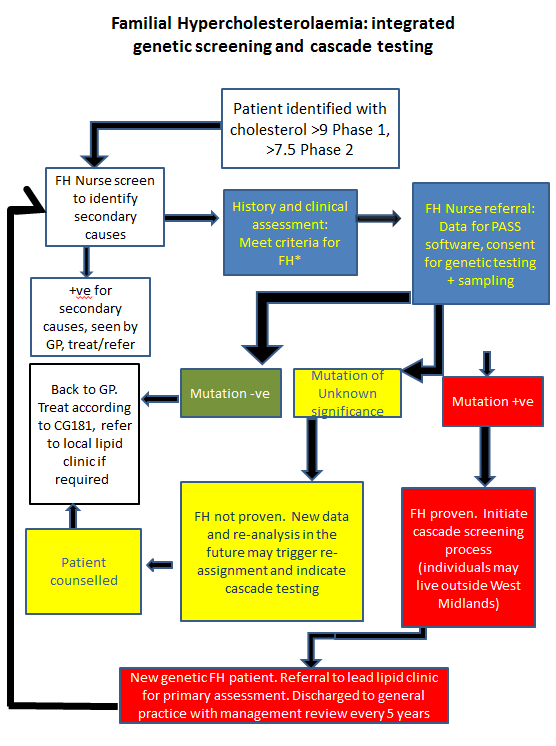 Familial Hypercholesterolaemia: integrated
genetic screening and cascade testing
Patient identified with
cholesterol >9 Phase 1,
>7.5 Phase 2
FH Nurse screen
to identify
secondary
causes
History and clinical
assessment:
Meet criteria for
FH*
FH Nurse referral:
Data for PASS
software, consent
for genetic testing
+ sampling
+ve for
secondary
causes, seen by
GP, treat/refer
Back to GP.
Treat according
to CG181, refer
to local lipid
clinic if
required
Mutation -ve
Mutation of
Unknown
significance
Mutation +ve
FH not proven. New data
and re-analysis in the
future may trigger re-
assignment and indicate
cascade testing
FH proven. Initiate
cascade screening
process
(individuals may
live outside West
Midlands)
Patient
counselled
New genetic FH patient. Referral to lead lipid clinic
for primary assessment. Discharged to general
practice with management review every 5 years